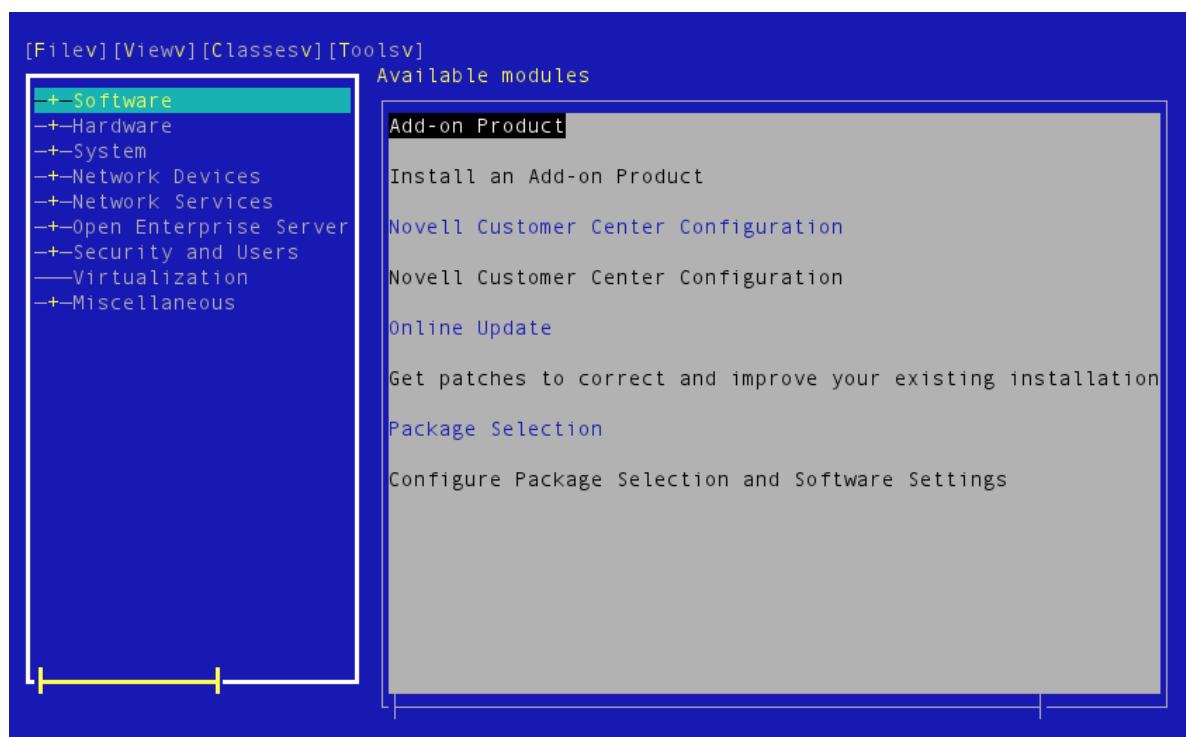 [Filev][Viewv][Classesv][Toolsv]
Available modules
-+-Software
-+-Hardware
-+-System
-+-Network Devices
-+-Network Services
-+-Open Enterprise Server
-+-Security and Users
———Virtualization
-+-Miscellaneous
Add-on Product
Install an Add-on Product
Novell Customer Center Configuration
Novell Customer Center Configuration
Online Update
Get patches to correct and improve your existing installation
Package Selection
Configure Package Selection and Software Settings